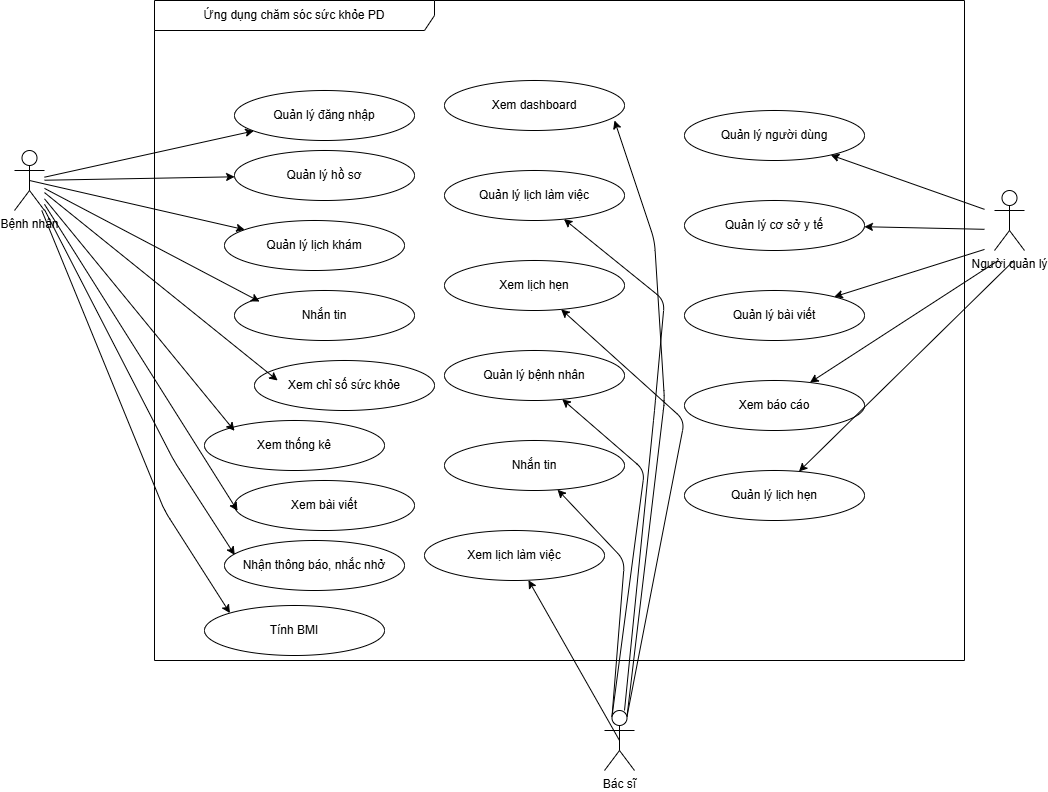 Ứng dụng chăm sóc sức khỏe PD
Bệnh nhân
Quản lý đăng nhập
Quản lý hồ sơ
Quản lý lịch khám
Nhắn tin
Xem chỉ số sức khỏe
Xem thống kê
Xem bài viết
Nhận thông báo, nhắc nhở
Tính BMI
Xem dashboard
Quản lý lịch làm việc
Xem lịch hẹn
Quản lý bệnh nhân
Nhắn tin
Xem lịch làm việc
Bác sĩ
Quản lý người dùng
Quản lý cơ sở y tế
Quản lý bài viết
Xem báo cáo
Quản lý lịch hẹn
Người quản lý